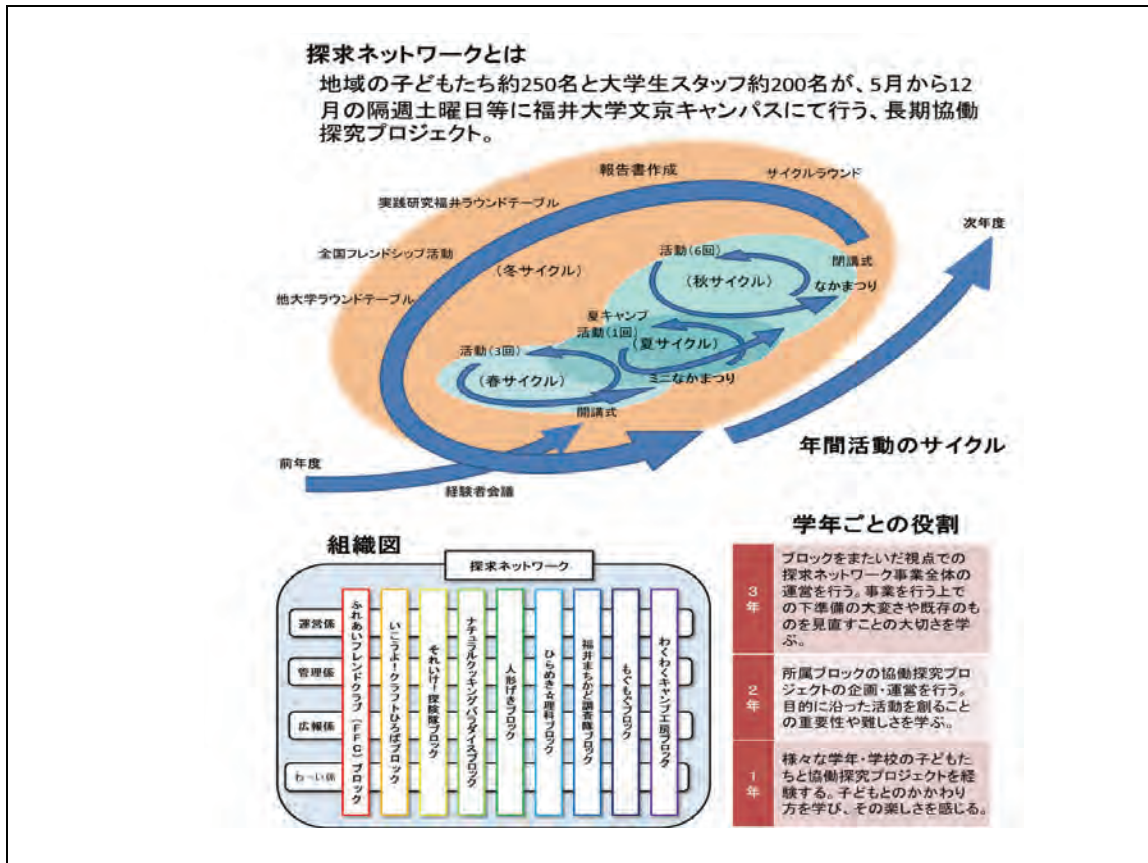 探求ネットワークとは
地域の子どもたち約250名と大学生スタッフ約200名が、5月から12
月の隔週土曜日等に福井大学文京キャンパスにて行う、長期協働
探究プロジェクト。
報告書作成
サイクルラウンド
実践研究福井ラウンドテーブル
次年度
全国フレンドシップ活動
(冬サイクル)
活動(6回)
閉講式
(秋サイクル)
なかまつり
他大学ラウンドテーブル
夏キャンプ
活動(1回)
(夏サイクル)
活動(3回)
(春サイクル)
ミニなかまつり
開講式
年間活動のサイクル
前年度
経験者会議
組織図
探求ネットワーク
運営係
管理係
広報係
わーい係
ふれあいフレンドクラブ(FFC)ブロック
いこうよ!クラフトひろばブロック
それいけ!探険隊ブロック
ナチュラルクッキングパラダイスブロック
人形げきブロック
ひらめき☆理科ブロック
福井まちかど調査隊ブロック
もぐもぐブロック
わくわくキャンプ工房ブロック
学年ごとの役割
3年
ブロックをまたいだ視点での
探求ネットワーク事業全体の
運営を行う。事業を行う上で
の下準備の大変さや既存のも
のを見直すことの大切さを学
ぶ。
2年
所属ブロックの協働探究プロ
ジェクトの企画・運営を行う。
目的に沿った活動を創ること
の重要性や難しさを学ぶ。
1年
様々な学年・学校の子どもた
ちと協働探究プロジェクトを経
験する。子どもとのかかわり
方を学び、その楽しさを感じる。